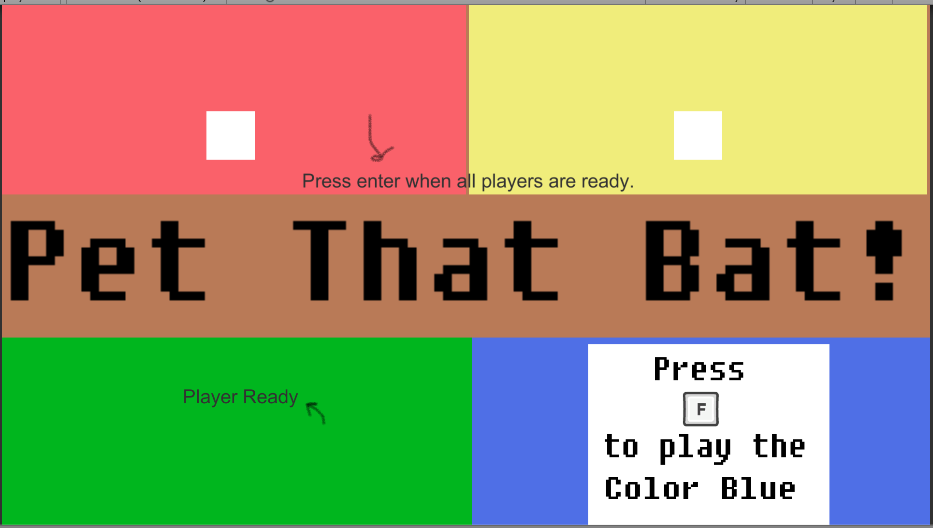 Press enter when all players are ready.
Pet That Bat!
Player Ready
Press
F
to play the
Color Blue